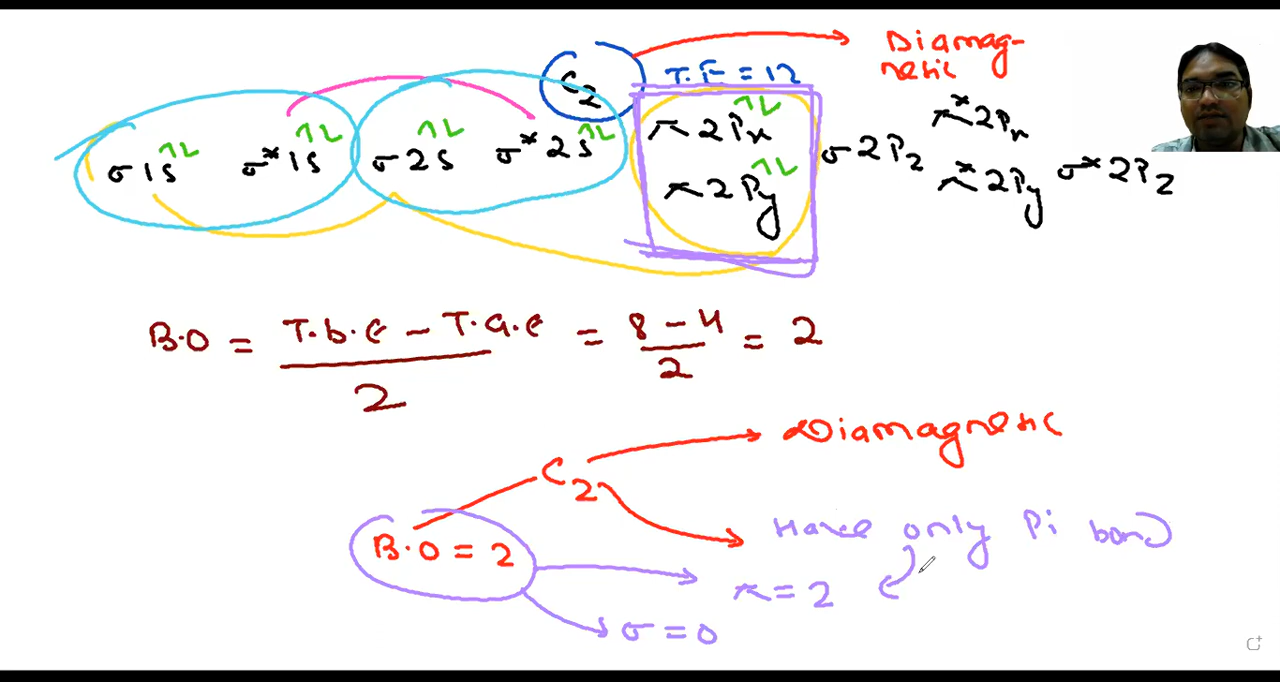 Diamag-
netic
C₂ T.E = 12
σ1s↿⇂ σ*1s↿⇂ σ2s↿⇂ σ*2s↿⇂ π2Px↿⇂ σ2Pz π*2Px σ*2Pz
π2Py↿⇂ π*2Py
B.O = T.b.e - T.a.e / 2 = 8-4 / 2 = 2
C₂ Diamagnetic
Have only Pi bond
B.O = 2
π = 2
σ = 0